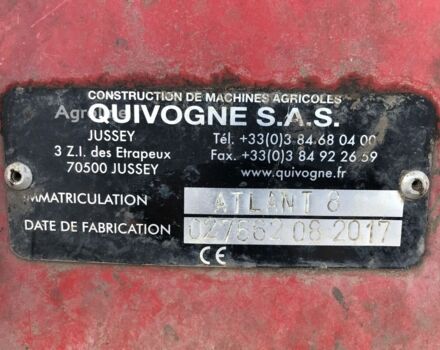 CONSTRUCTION DE MACHINES AGRICOLES
Agroline
QUIVOGNE S.A.S.
JUSSEY
3 Z.I. des Etrapeux
70500 JUSSEY
Tél. +33(0)3 84 68 04 00
Fax. +33(0)3 84 92 26 59
www.quivogne.fr
IMMATRICULATION ATLANT 8
DATE DE FABRICATION 027562 08 2017
CE